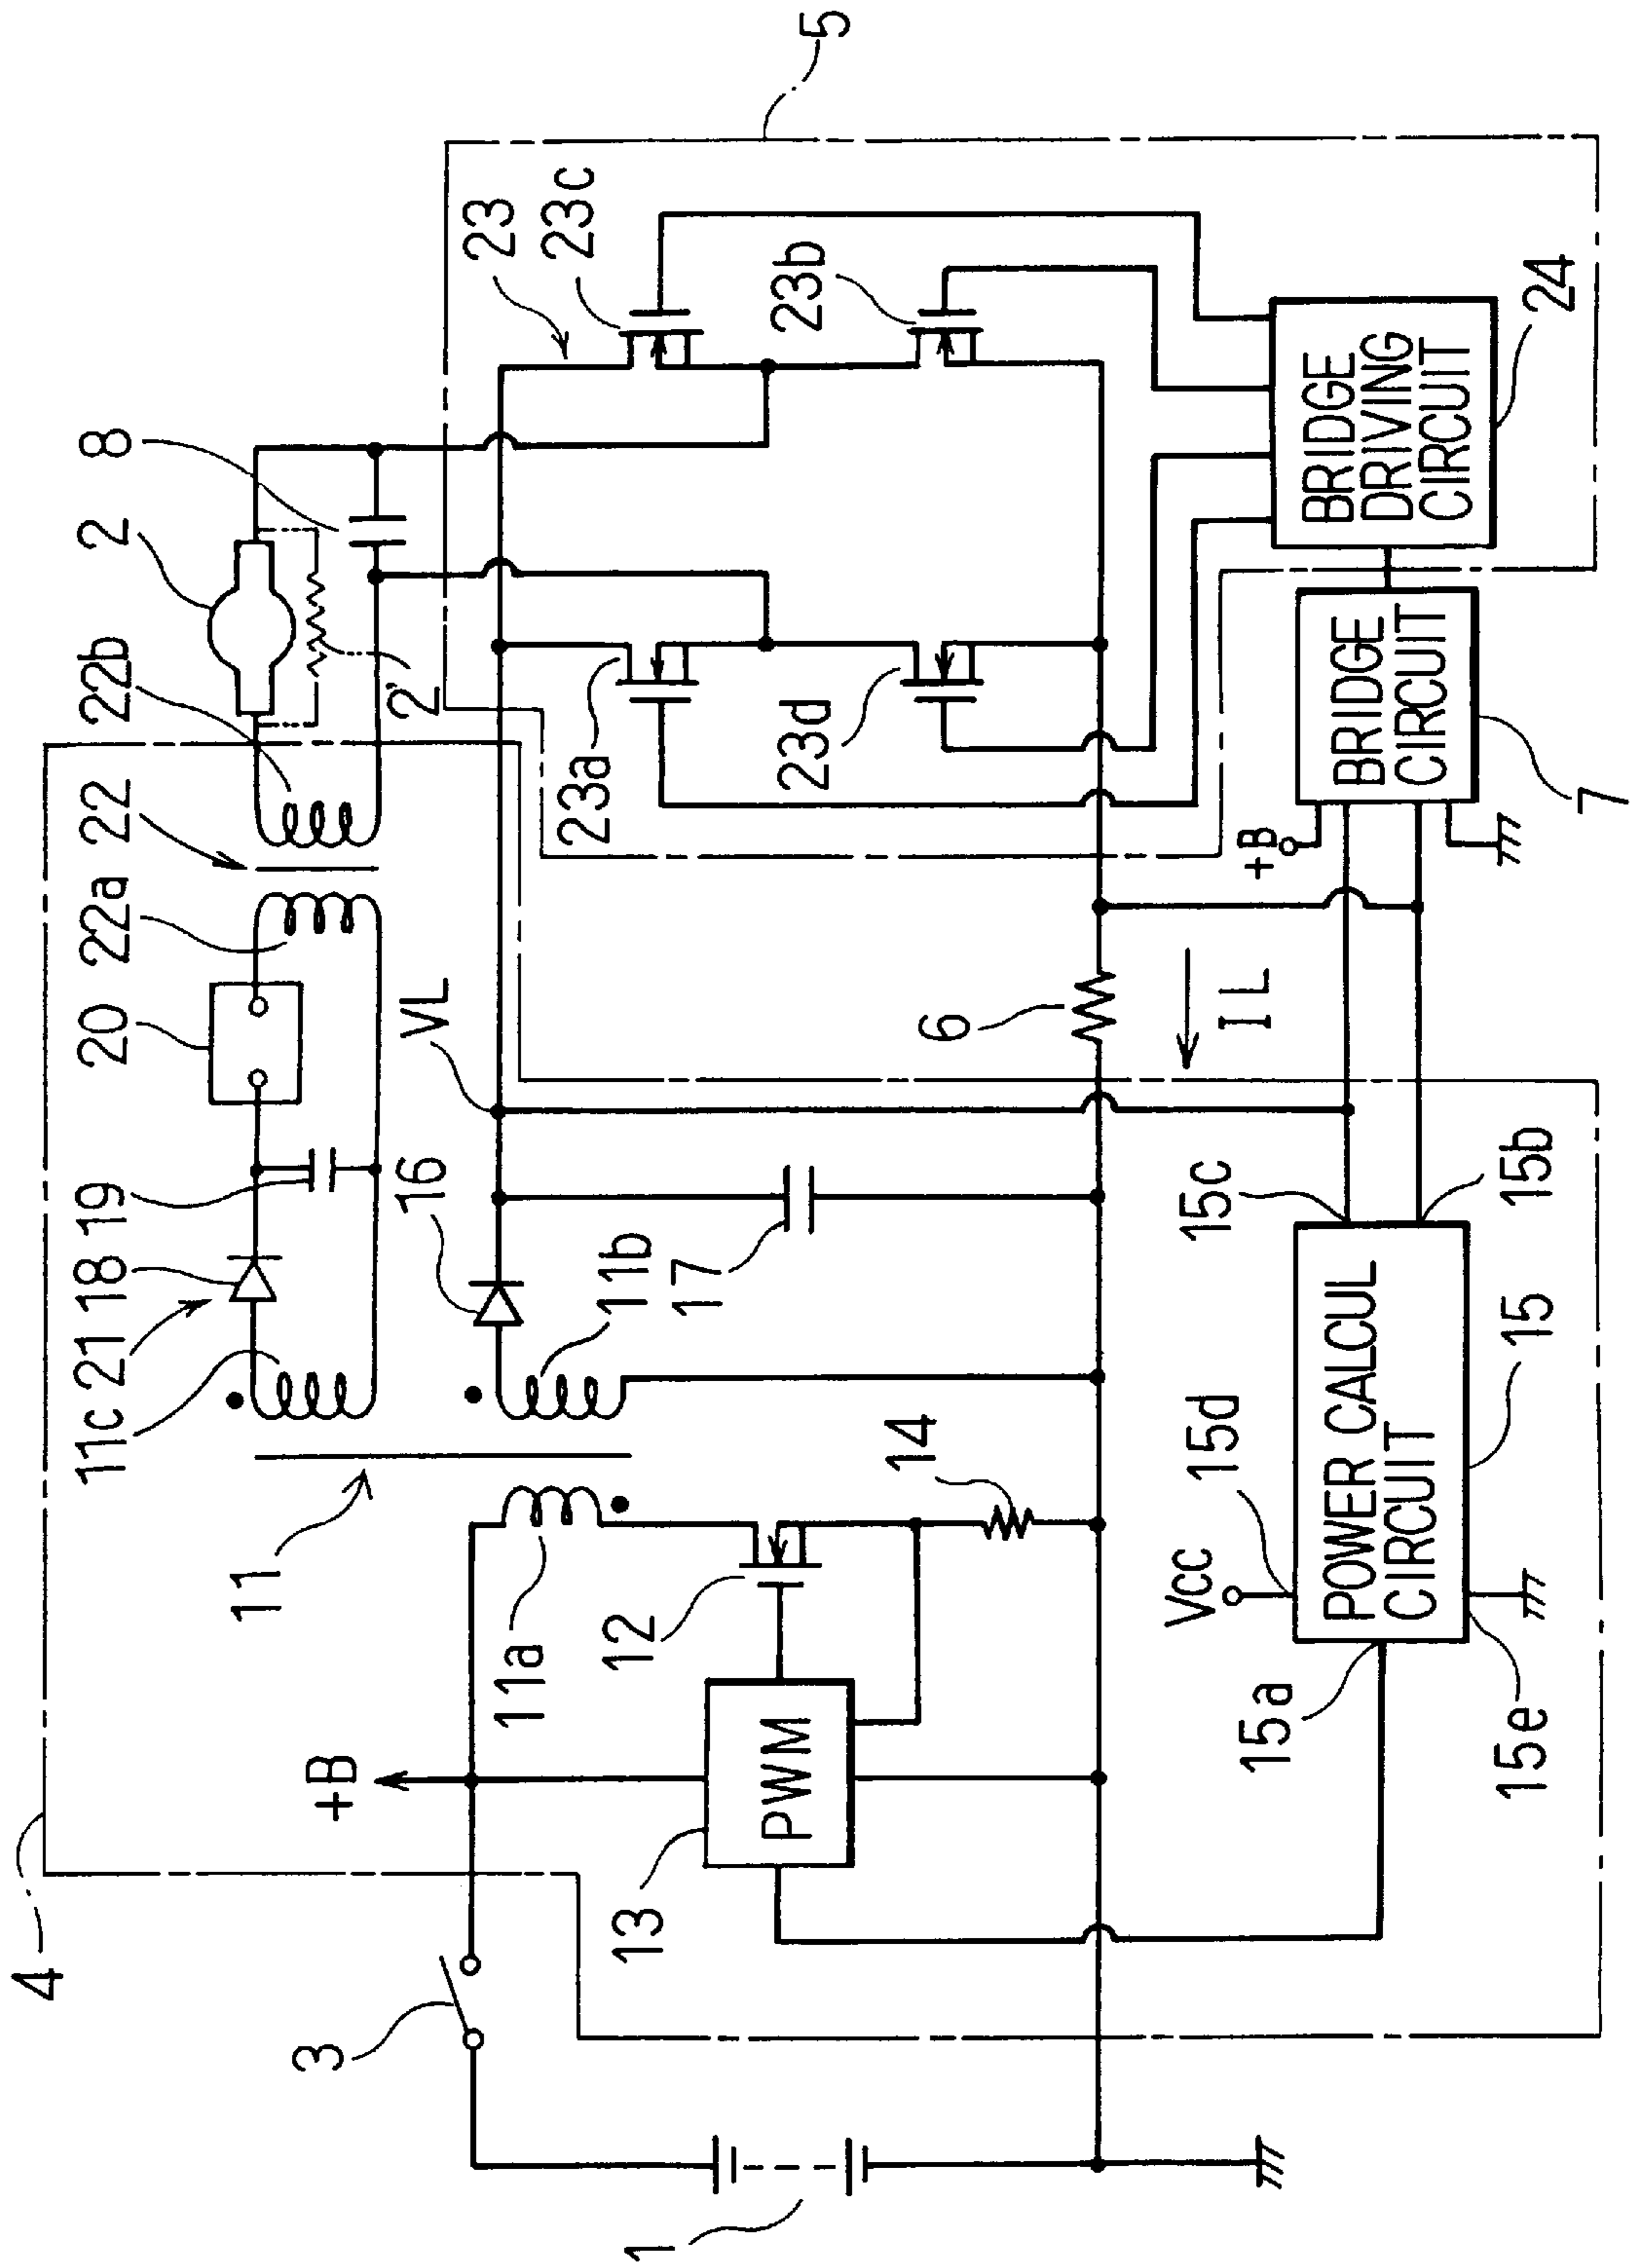 5
23
23c
23b
8
2
22b
2'
23a
23d
BRIDGE
DRIVING
CIRCUIT
24
BRIDGE
CIRCUIT
7
+B
22
22a
20
VL
6
IL
19
18
21
11c
16
11b
17
14
15c
15b
15d
Vcc
POWER CALCUL
CIRCUIT
15
15a
15e
11
11a
12
+B
PWM
13
4
3
1